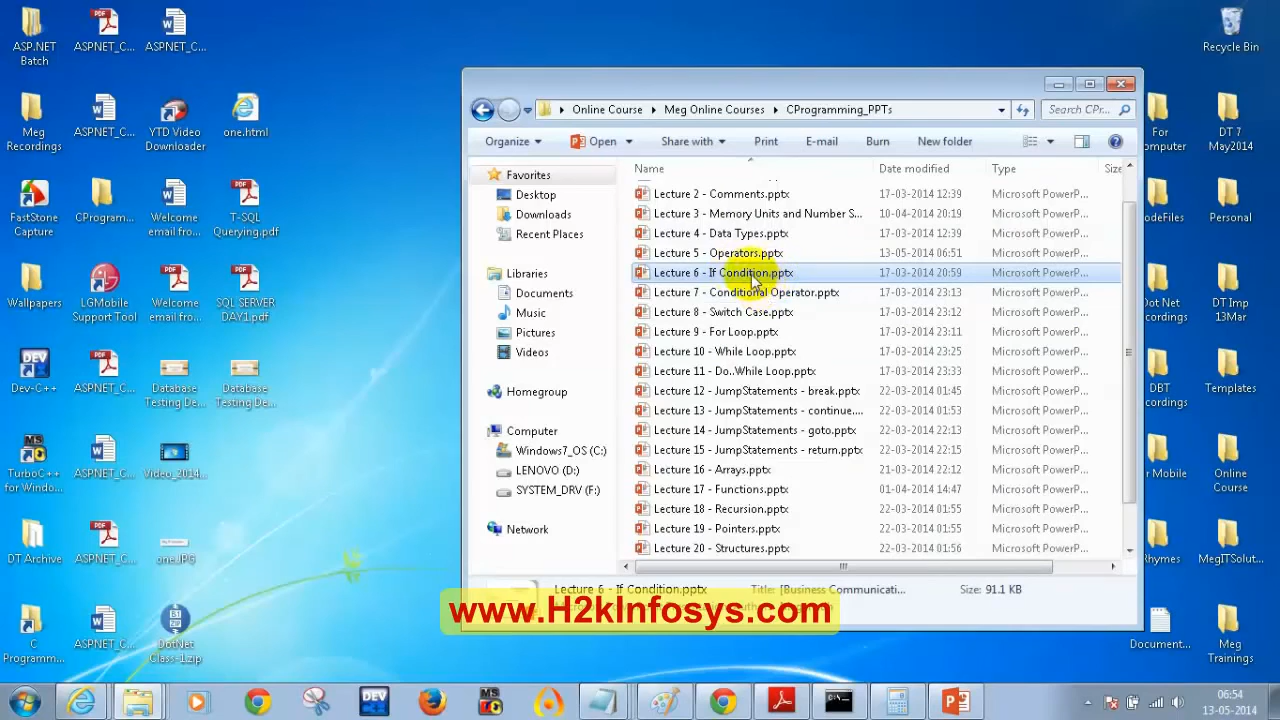 ASP.NET
Batch
ASPNET_C...
ASPNET_C...
Meg
Recordings
ASPNET_C...
YTD Video
Downloader
one.html
FastStone
Capture
CProgram...
Welcome
email fro...
T-SQL
Querying.pdf
Wallpapers
LGMobile
Support Tool
Welcome
email fro...
SQL SERVER
DAY1.pdf
DEV
Dev-C++
ASPNET_C...
Database
Testing De...
Database
Testing De...
MS
TurboC++
for Windo...
ASPNET_C...
Video_2014...
DT Archive
ASPNET_C...
one.JPG
C
Programm...
ASPNET_C...
ZIP
DotNet
Class-1.zip
Online Course
Meg Online Courses
CProgramming_PPTs
Search CPr...
Organize
Open
Share with
Print
E-mail
Burn
New folder
Name
Date modified
Type
Size
Favorites
Desktop
Downloads
Recent Places
Libraries
Documents
Music
Pictures
Videos
Homegroup
Computer
Windows7_OS (C:)
LENOVO (D:)
SYSTEM_DRV (F:)
Network
Lecture 2 - Comments.pptx 17-03-2014 12:39 Microsoft PowerP...
Lecture 3 - Memory Units and Number S... 10-04-2014 20:19 Microsoft PowerP...
Lecture 4 - Data Types.pptx 17-03-2014 12:39 Microsoft PowerP...
Lecture 5 - Operators.pptx 13-05-2014 06:51 Microsoft PowerP...
Lecture 6 - If Condition.pptx 17-03-2014 20:59 Microsoft PowerP...
Lecture 7 - Conditional Operator.pptx 17-03-2014 23:13 Microsoft PowerP...
Lecture 8 - Switch Case.pptx 17-03-2014 23:12 Microsoft PowerP...
Lecture 9 - For Loop.pptx 17-03-2014 23:11 Microsoft PowerP...
Lecture 10 - While Loop.pptx 17-03-2014 23:25 Microsoft PowerP...
Lecture 11 - Do..While Loop.pptx 17-03-2014 23:33 Microsoft PowerP...
Lecture 12 - JumpStatements - break.ppt... 22-03-2014 01:45 Microsoft PowerP...
Lecture 13 - JumpStatements - continue.... 22-03-2014 01:53 Microsoft PowerP...
Lecture 14 - JumpStatements - goto.pptx 22-03-2014 22:13 Microsoft PowerP...
Lecture 15 - JumpStatements - return.pptx 22-03-2014 22:15 Microsoft PowerP...
Lecture 16 - Arrays.pptx 22-03-2014 22:12 Microsoft PowerP...
Lecture 17 - Functions.pptx 01-04-2014 14:47 Microsoft PowerP...
Lecture 18 - Recursion.pptx 22-03-2014 01:55 Microsoft PowerP...
Lecture 19 - Pointers.pptx 22-03-2014 01:55 Microsoft PowerP...
Lecture 20 - Structures.pptx 22-03-2014 01:56 Microsoft PowerP...
Lecture 6 - If Condition.pptx
Title: [Business Communicati...
Size: 91.1 KB
www.H2kInfosys.com
Recycle Bin
For
DT 7
May2014
Personal
Dot Net
DT Imp
13Mar
DBT
Templates
Online
Course
MegITSolut...
Document...
Meg
Trainings
DEV
MS
06:54
13-05-2014